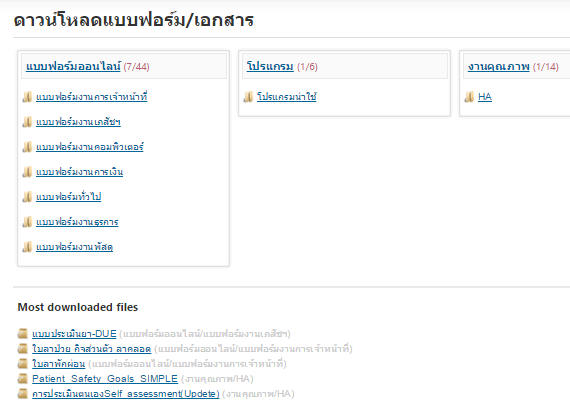 ดาวน์โหลดแบบฟอร์ม/เอกสาร
แบบฟอร์มออนไลน์ (7/44)
แบบฟอร์มงานการเจ้าหน้าที่
แบบฟอร์มงานเภสัชฯ
แบบฟอร์มงานคอมพิวเตอร์
แบบฟอร์มงานการเงิน
แบบฟอร์มทั่วไป
แบบฟอร์มงานธุรการ
แบบฟอร์มงานพัสดุ
โปรแกรม (1/6)
โปรแกรมน่าใช้
งานคุณภาพ (1/14)
HA
Most downloaded files
แบบประเมินยา-DUE (แบบฟอร์มออนไลน์/แบบฟอร์มงานเภสัชฯ)
ใบลาป่วย กิจส่วนตัว ลาคลอด (แบบฟอร์มออนไลน์/แบบฟอร์มงานการเจ้าหน้าที่)
ใบลาพักผ่อน (แบบฟอร์มออนไลน์/แบบฟอร์มงานการเจ้าหน้าที่)
Patient_Safety_Goals_SIMPLE (งานคุณภาพ/HA)
การประเมินตนเองSelf_assessment(Updete) (งานคุณภาพ/HA)